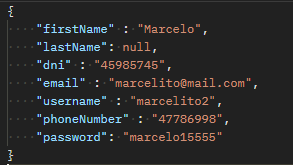 {
"firstName" : "Marcelo",
"lastName": null,
"dni" : "45985745",
"email" : "marcelito@mail.com",
"username" : "marcelito2",
"phoneNumber" : "47786998",
"password": "marcelo15555"
}